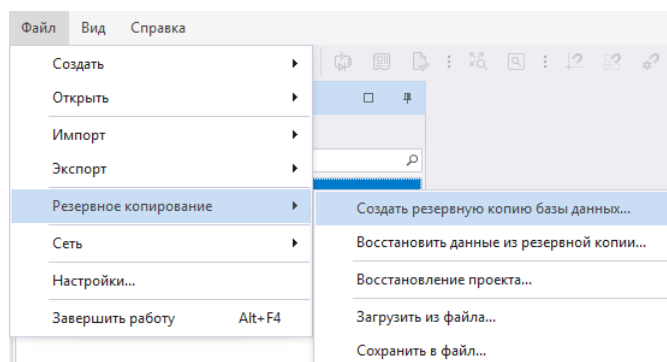 Файл Вид Справка
Создать
Открыть
Импорт
Экспорт
Резервное копирование
Создать резервную копию базы данных...
Сеть
Восстановить данные из резервной копии...
Настройки...
Восстановление проекта...
Завершить работу Alt+F4
Загрузить из файла...
Сохранить в файл...